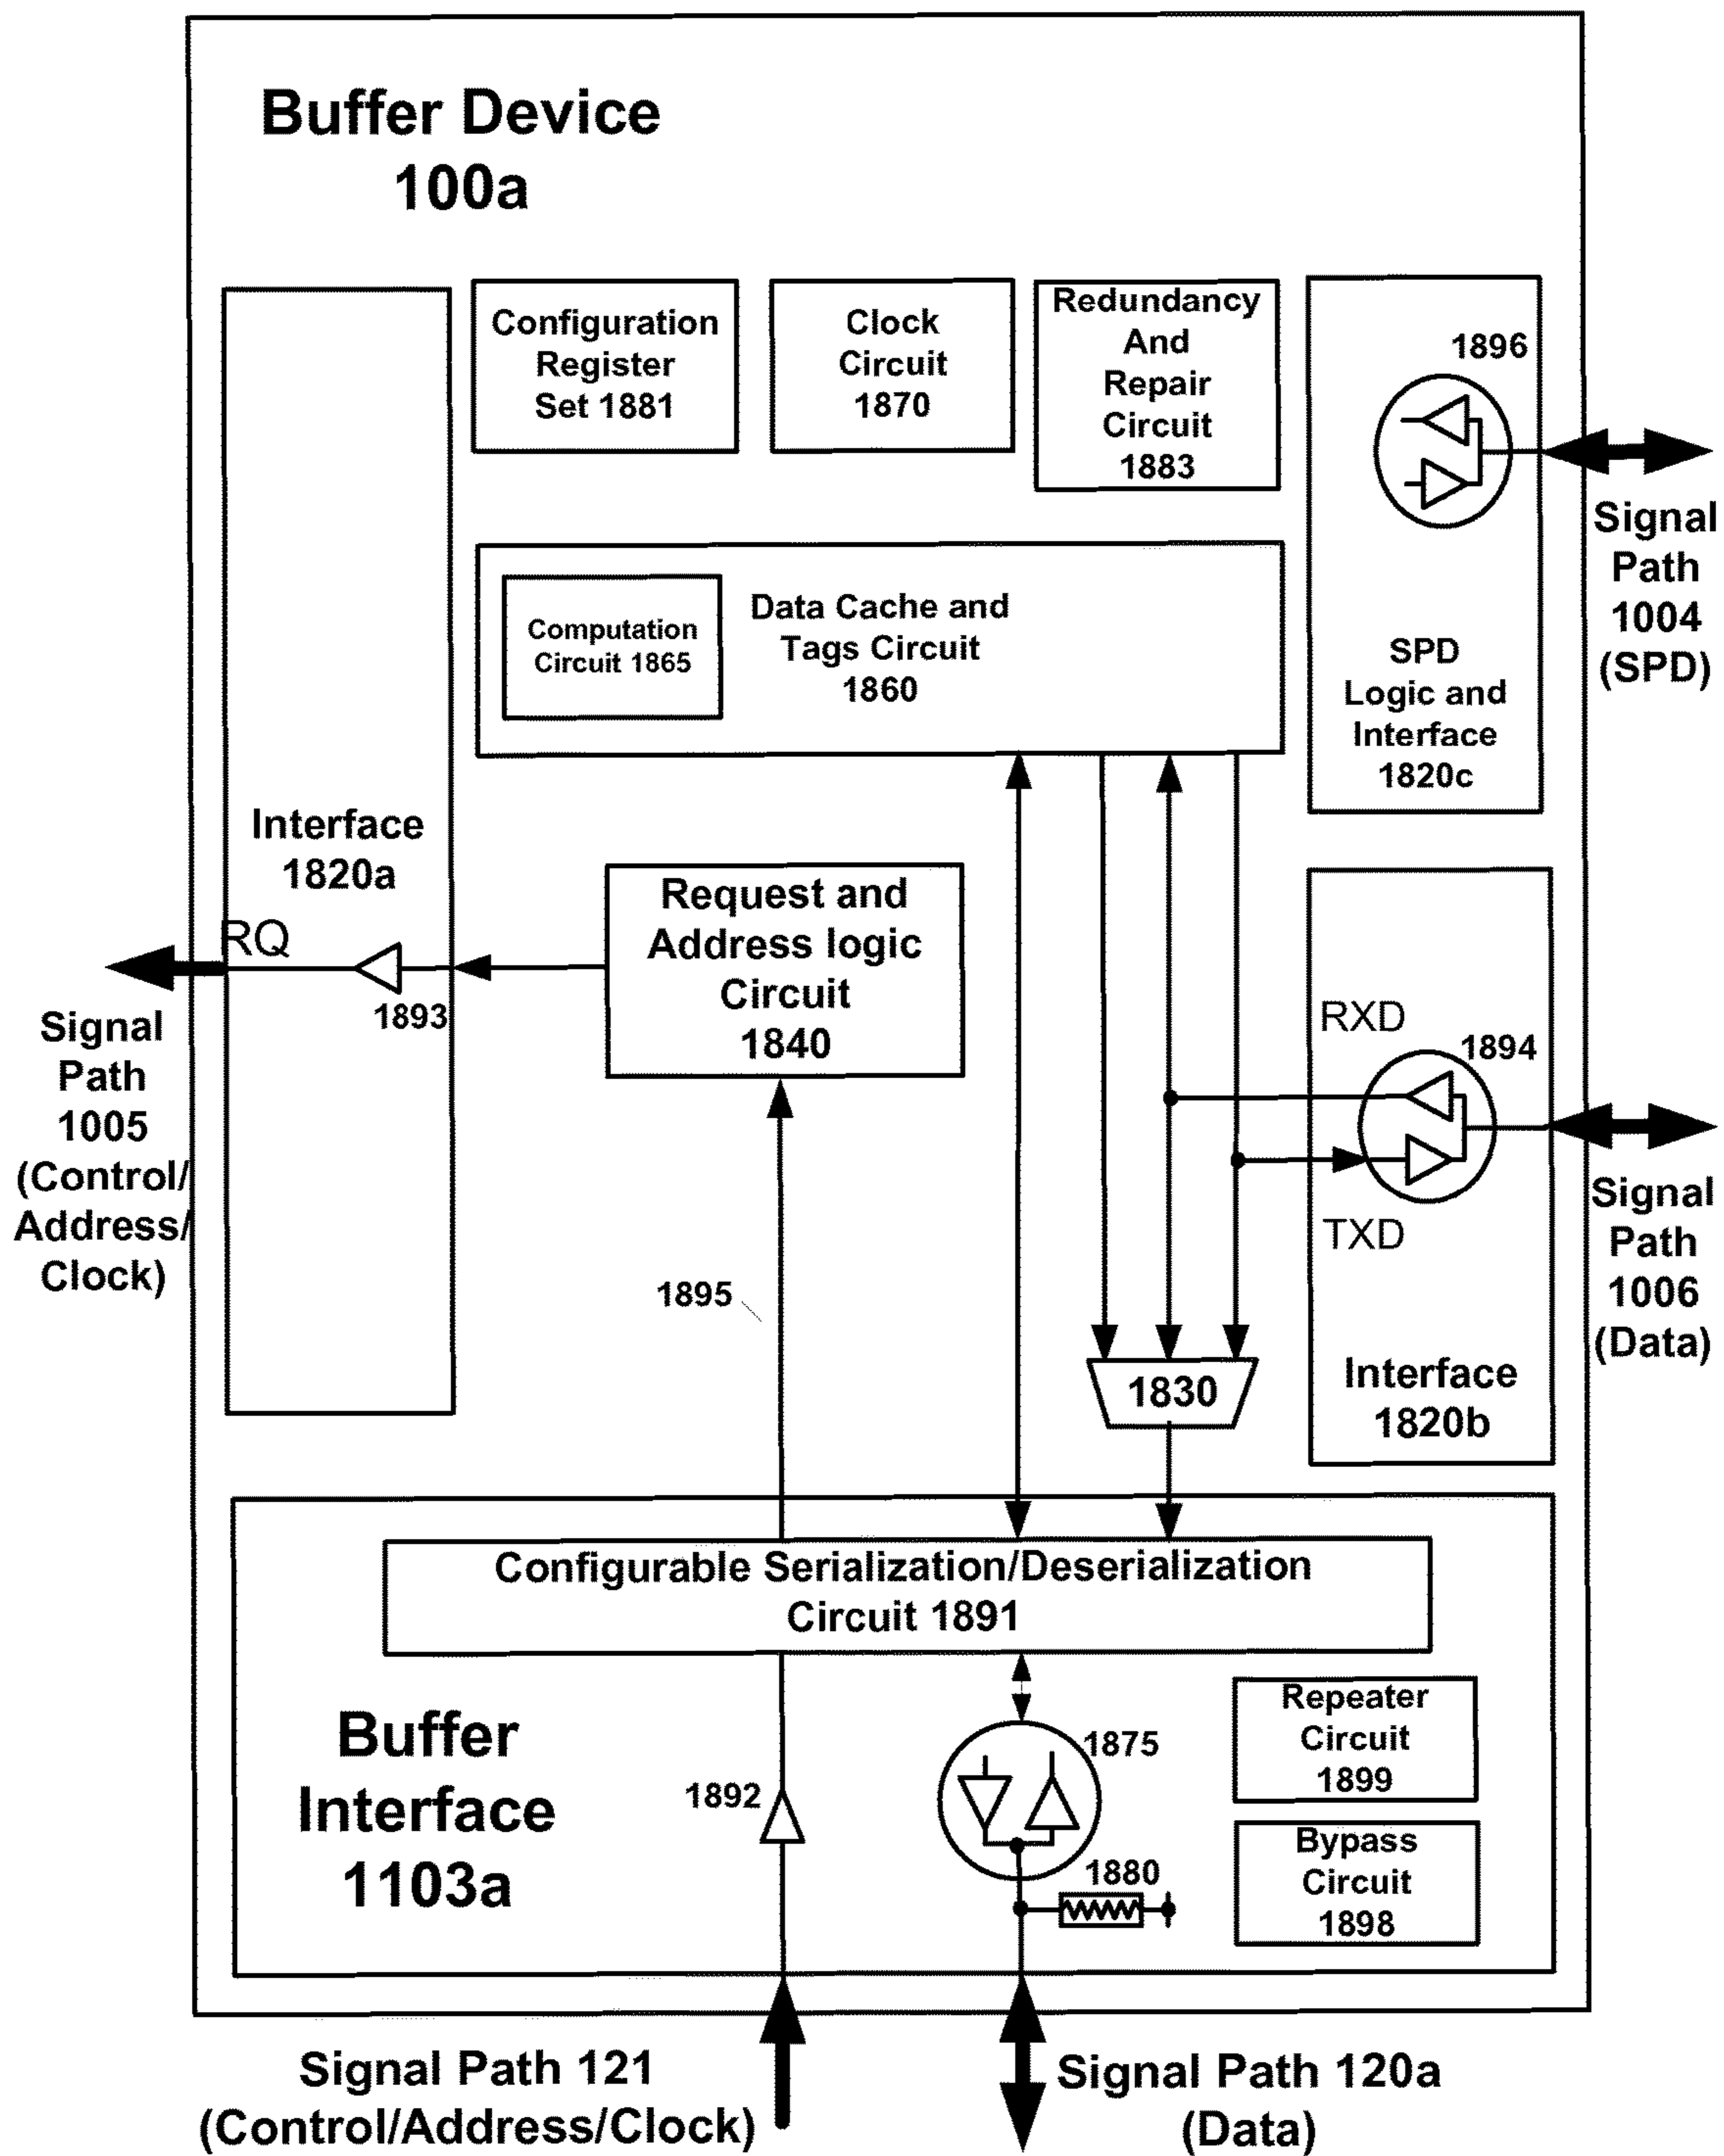 Buffer Device
100a
Configuration
Register
Set 1881
Clock
Circuit
1870
Redundancy
And
Repair
Circuit
1883
1896
SPD
Logic and
Interface
1820c
Signal
Path
1004
(SPD)
Computation
Circuit 1865
Data Cache and
Tags Circuit
1860
Interface
1820a
RQ
1893
Signal
Path
1005
(Control/
Address/
Clock)
Request and
Address logic
Circuit
1840
1895
RXD
1894
TXD
Interface
1820b
Signal
Path
1006
(Data)
1830
Configurable Serialization/Deserialization
Circuit 1891
Buffer
Interface
1103a
1892
1875
1880
Repeater
Circuit
1899
Bypass
Circuit
1898
Signal Path 121
(Control/Address/Clock)
Signal Path 120a
(Data)